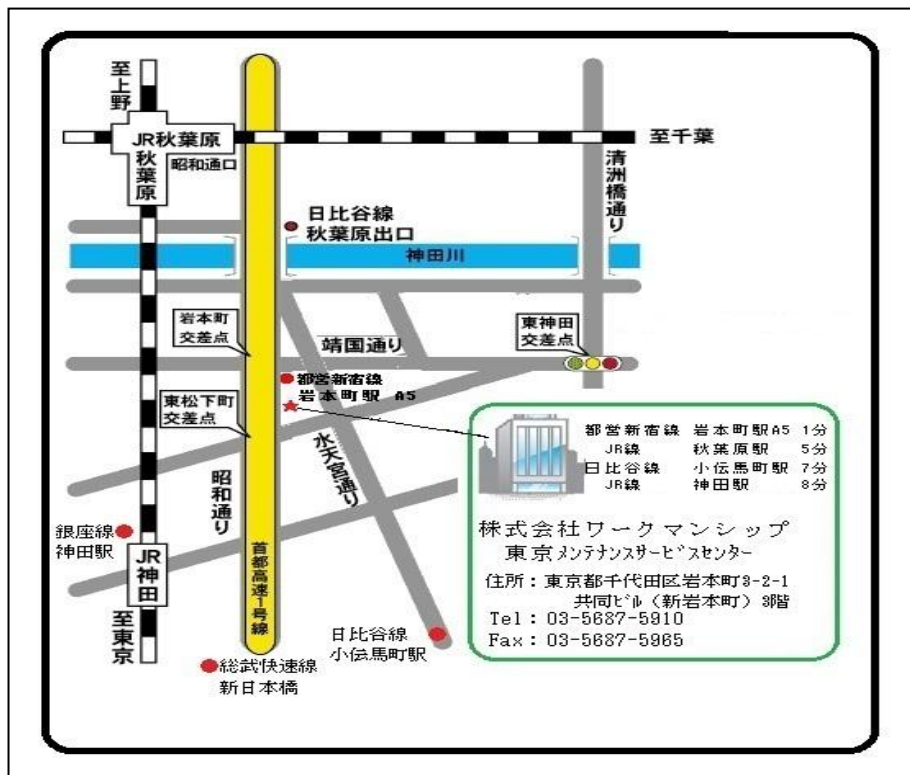 至上野
JR秋葉原
秋葉原
昭和通口
至千葉
清洲橋通り
日比谷線
秋葉原出口
神田川
岩本町
交差点
靖国通り
東神田
交差点
都営新宿線
岩本町駅 A5
東松下町
交差点
水天宮通り
昭和通り
首都高速1号線
銀座線
神田駅
JR神田
至東京
日比谷線
小伝馬町駅
総武快速線
新日本橋
都営新宿線 岩本町駅A5 1分
JR線 秋葉原駅 5分
日比谷線 小伝馬町駅 7分
JR線 神田駅 8分
株式会社ワークマンシップ
東京ﾒﾝﾃﾅﾝｽｻｰﾋﾞｽセンター
住所：東京都千代田区岩本町3-2-1
共同ﾋﾞﾙ（新岩本町）3階
Tel：03-5687-5910
Fax：03-5687-5965